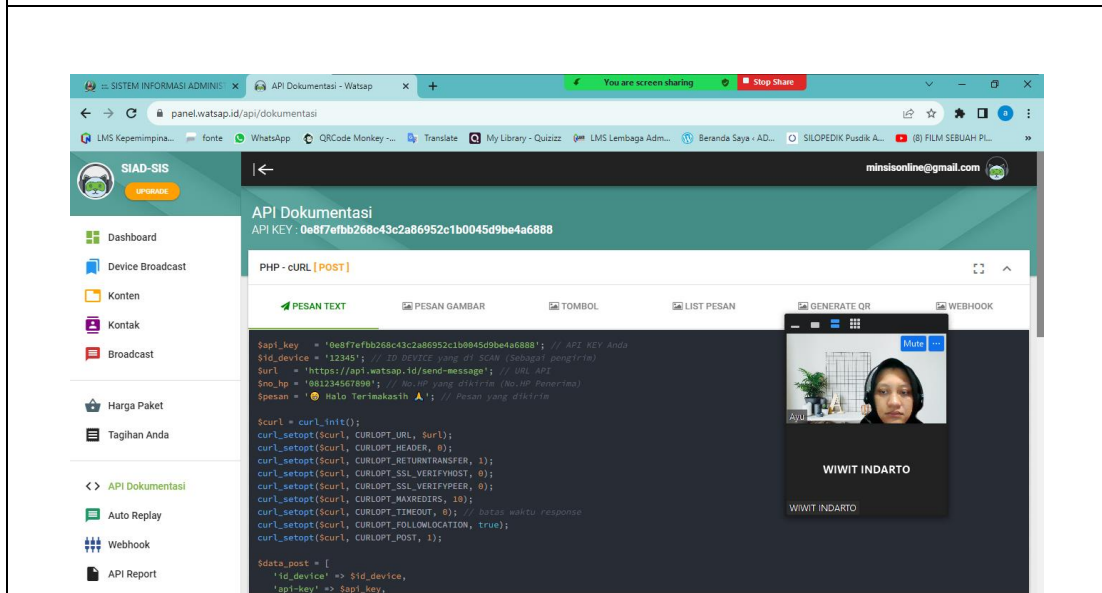 :: SISTEM INFORMASI ADMINIS
API Dokumentasi - Watsap
You are screen sharing
Stop Share
panel.watsap.id/api/dokumentasi
LMS Kepemimpina...
fonte
WhatsApp
QRCode Monkey -...
Translate
My Library - Quizizz
LMS Lembaga Adm...
Beranda Saya ‹ AD...
SILOPEDIK Pusdik A...
(8) FILM SEBUAH PI...
»
SIAD-SIS
UPGRADE
minsisonline@gmail.com
API Dokumentasi
API KEY : 0e8f7efbb268c43c2a86952c1b0045d9be4a6888
Dashboard
Device Broadcast
Konten
Kontak
Broadcast
Harga Paket
Tagihan Anda
API Dokumentasi
Auto Replay
Webhook
API Report
PHP - cURL [ POST ]
PESAN TEXT
PESAN GAMBAR
TOMBOL
LIST PESAN
GENERATE QR
WEBHOOK
$api_key = '0e8f7efbb268c43c2a86952c1b0045d9be4a6888'; // API KEY Anda
$id_device = '12345'; // ID DEVICE yang di SCAN (Sebagai pengirim)
$url = 'https://api.watsap.id/send-message'; // URL API
$no_hp = '081234567890'; // No.HP yang dikirim (No.HP Penerima)
$pesan = '😊 Halo Terimakasih 🙏'; // Pesan yang dikirim
$curl = curl_init();
curl_setopt($curl, CURLOPT_URL, $url);
curl_setopt($curl, CURLOPT_HEADER, 0);
curl_setopt($curl, CURLOPT_RETURNTRANSFER, 1);
curl_setopt($curl, CURLOPT_SSL_VERIFYHOST, 0);
curl_setopt($curl, CURLOPT_SSL_VERIFYPEER, 0);
curl_setopt($curl, CURLOPT_MAXREDIRS, 10);
curl_setopt($curl, CURLOPT_TIMEOUT, 0); // batas waktu response
curl_setopt($curl, CURLOPT_FOLLOWLOCATION, true);
curl_setopt($curl, CURLOPT_POST, 1);
$data_post = [
'id_device' => $id_device,
'api-key' => $api_key,
Mute
Ayu
WIWIT INDARTO
WIWIT INDARTO